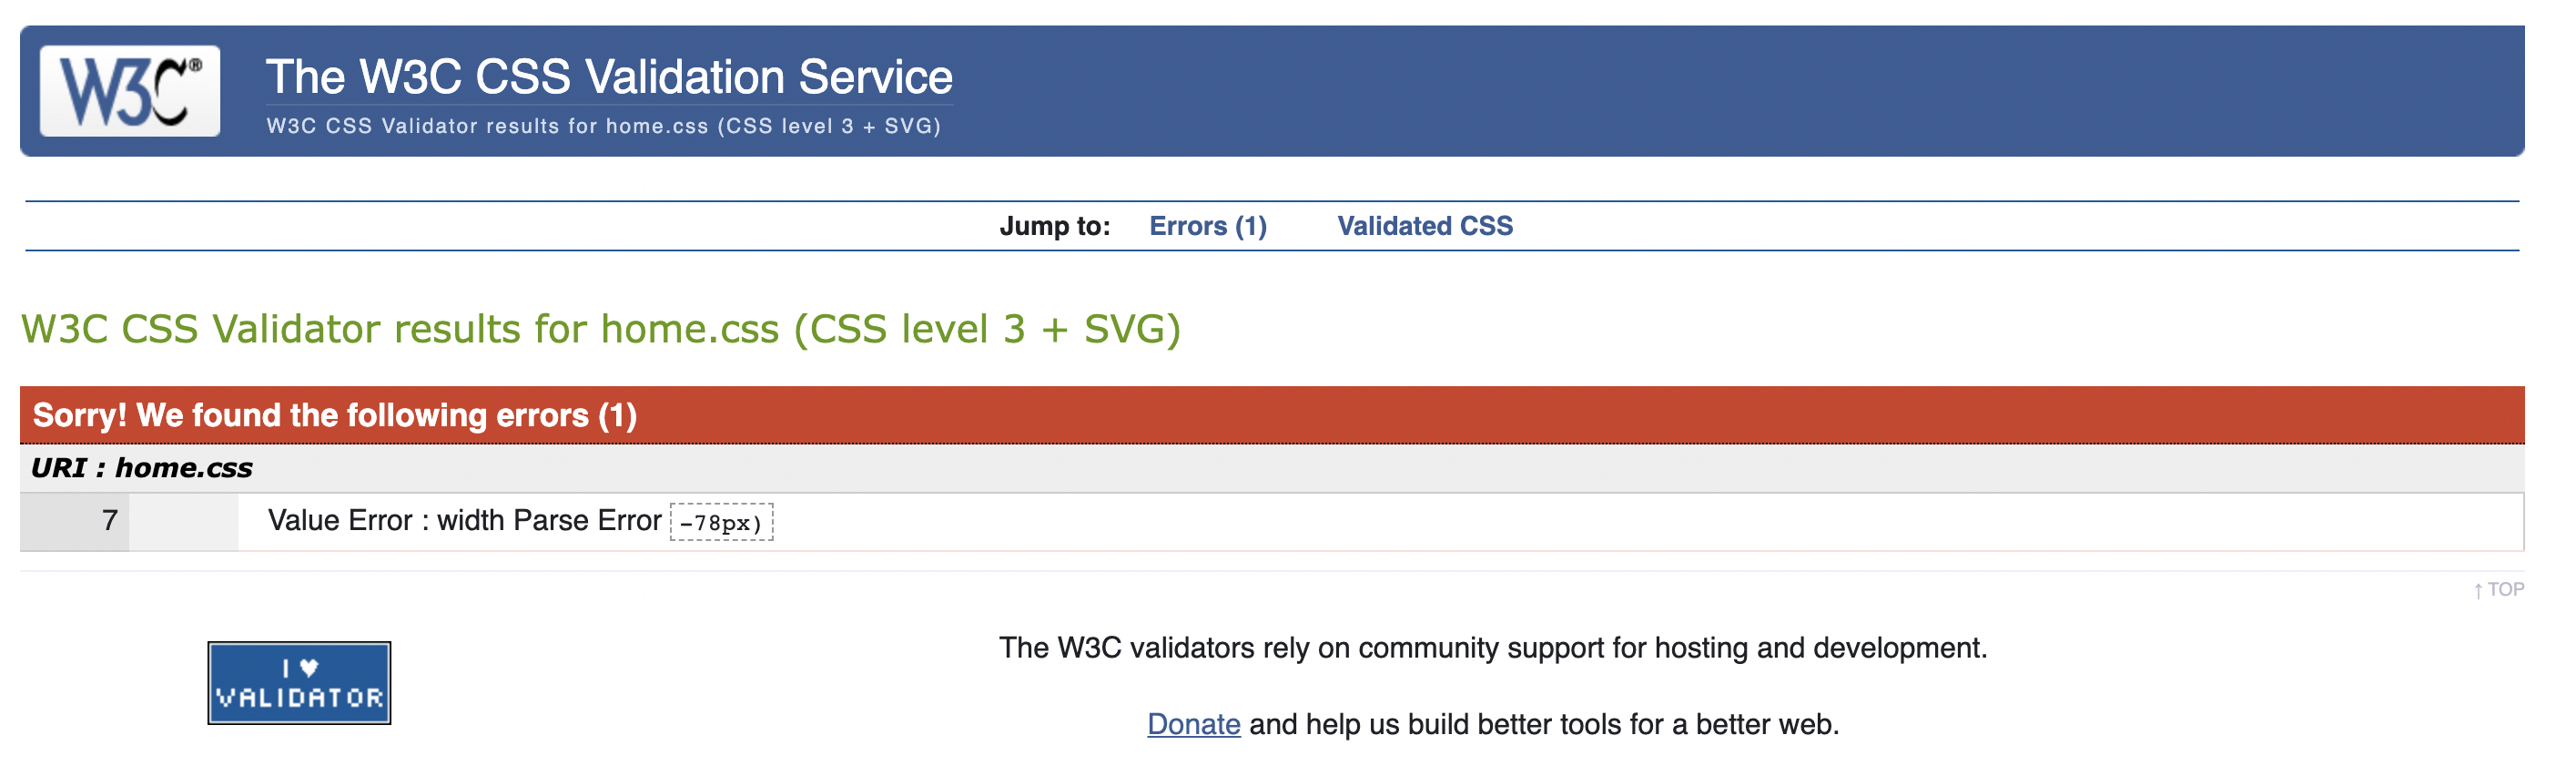 W3C®
The W3C CSS Validation Service
W3C CSS Validator results for home.css (CSS level 3 + SVG)
Jump to: Errors (1) Validated CSS
W3C CSS Validator results for home.css (CSS level 3 + SVG)
Sorry! We found the following errors (1)
URI : home.css
7 Value Error : width Parse Error -78px)
↑ TOP
The W3C validators rely on community support for hosting and development.
I ♥
VALIDATOR
Donate and help us build better tools for a better web.